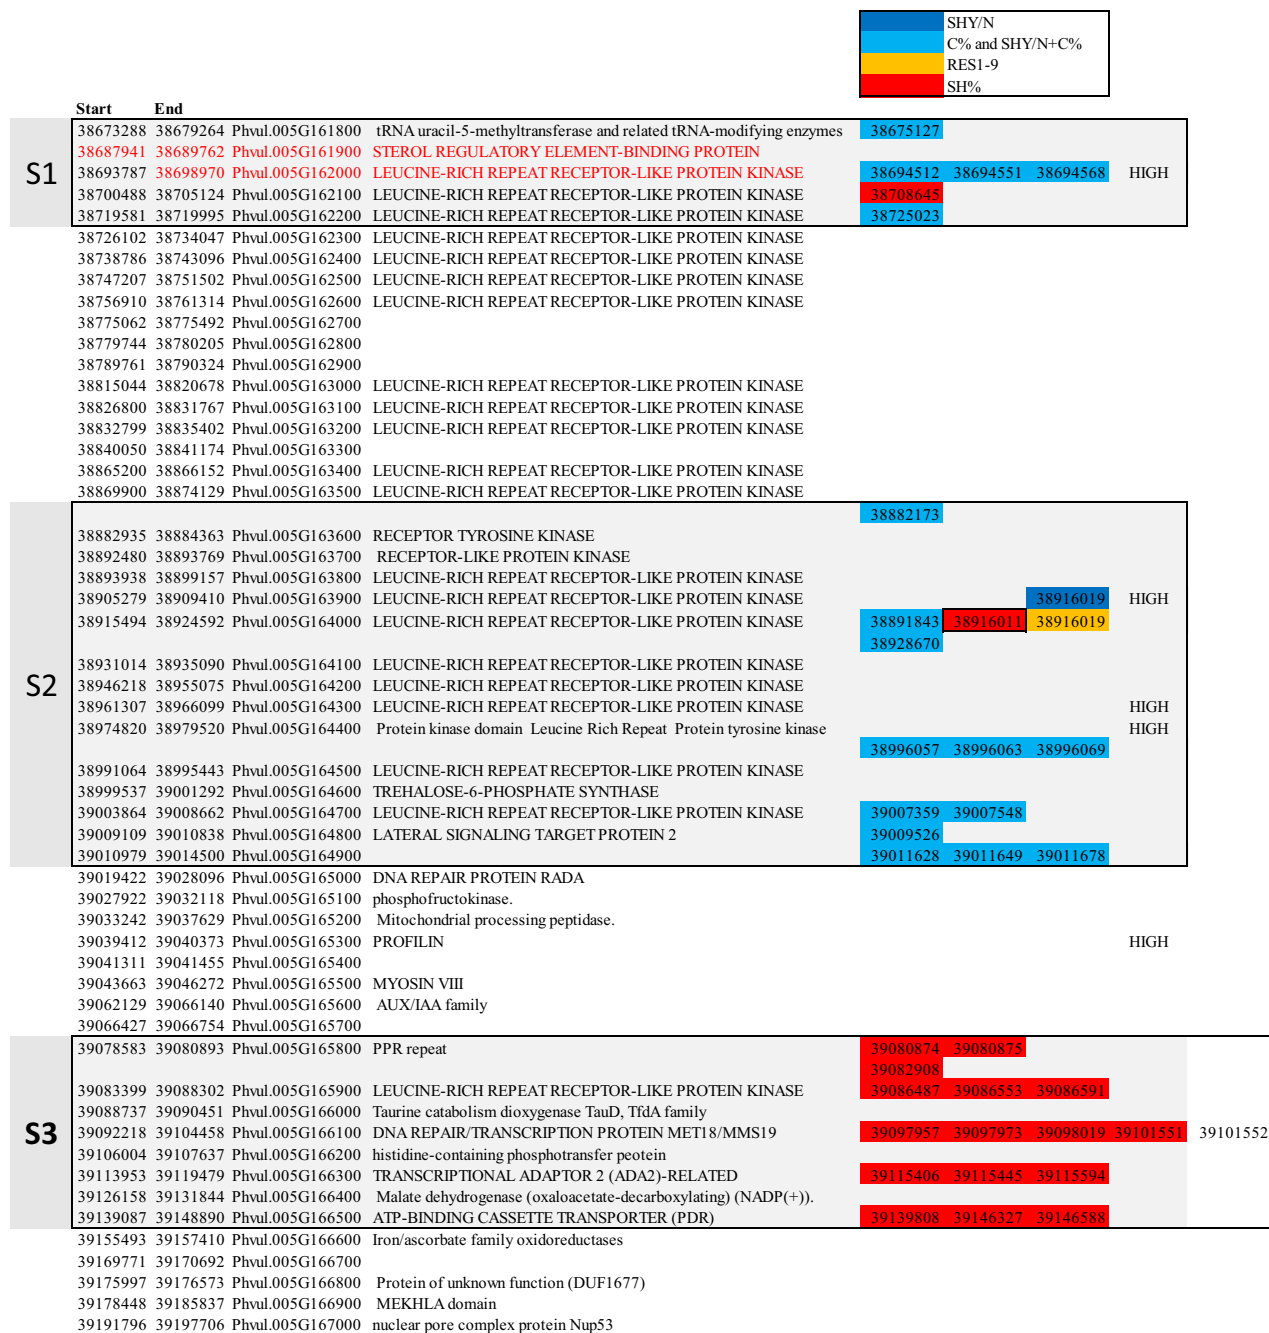 SHY/N
C% and SHY/N+C%
RES1-9
SH%
Start End
S1
38673288 38679264 Phvul.005G161800 tRNA uracil-5-methyltransferase and related tRNA-modifying enzymes 38675127
38687941 38689762 Phvul.005G161900 STEROL REGULATORY ELEMENT-BINDING PROTEIN
38693787 38698970 Phvul.005G162000 LEUCINE-RICH REPEAT RECEPTOR-LIKE PROTEIN KINASE 38694512 38694551 38694568 HIGH
38700488 38705124 Phvul.005G162100 LEUCINE-RICH REPEAT RECEPTOR-LIKE PROTEIN KINASE 38708645
38719581 38719995 Phvul.005G162200 LEUCINE-RICH REPEAT RECEPTOR-LIKE PROTEIN KINASE 38725023
38726102 38734047 Phvul.005G162300 LEUCINE-RICH REPEAT RECEPTOR-LIKE PROTEIN KINASE
38738786 38743096 Phvul.005G162400 LEUCINE-RICH REPEAT RECEPTOR-LIKE PROTEIN KINASE
38747207 38751502 Phvul.005G162500 LEUCINE-RICH REPEAT RECEPTOR-LIKE PROTEIN KINASE
38756910 38761314 Phvul.005G162600 LEUCINE-RICH REPEAT RECEPTOR-LIKE PROTEIN KINASE
38775062 38775492 Phvul.005G162700
38779744 38780205 Phvul.005G162800
38789761 38790324 Phvul.005G162900
38815044 38820678 Phvul.005G163000 LEUCINE-RICH REPEAT RECEPTOR-LIKE PROTEIN KINASE
38826800 38831767 Phvul.005G163100 LEUCINE-RICH REPEAT RECEPTOR-LIKE PROTEIN KINASE
38832799 38835402 Phvul.005G163200 LEUCINE-RICH REPEAT RECEPTOR-LIKE PROTEIN KINASE
38840050 38841174 Phvul.005G163300
38865200 38866152 Phvul.005G163400 LEUCINE-RICH REPEAT RECEPTOR-LIKE PROTEIN KINASE
38869900 38874129 Phvul.005G163500 LEUCINE-RICH REPEAT RECEPTOR-LIKE PROTEIN KINASE
S2
38882173
38882935 38884363 Phvul.005G163600 RECEPTOR TYROSINE KINASE
38892480 38893769 Phvul.005G163700 RECEPTOR-LIKE PROTEIN KINASE
38893938 38899157 Phvul.005G163800 LEUCINE-RICH REPEAT RECEPTOR-LIKE PROTEIN KINASE
38905279 38909410 Phvul.005G163900 LEUCINE-RICH REPEAT RECEPTOR-LIKE PROTEIN KINASE 38916019 HIGH
38915494 38924592 Phvul.005G164000 LEUCINE-RICH REPEAT RECEPTOR-LIKE PROTEIN KINASE 38891843 38916011 38916019
38928670
38931014 38935090 Phvul.005G164100 LEUCINE-RICH REPEAT RECEPTOR-LIKE PROTEIN KINASE
38946218 38955075 Phvul.005G164200 LEUCINE-RICH REPEAT RECEPTOR-LIKE PROTEIN KINASE
38961307 38966099 Phvul.005G164300 LEUCINE-RICH REPEAT RECEPTOR-LIKE PROTEIN KINASE HIGH
38974820 38979520 Phvul.005G164400 Protein kinase domain Leucine Rich Repeat Protein tyrosine kinase HIGH
38996057 38996063 38996069
38991064 38995443 Phvul.005G164500 LEUCINE-RICH REPEAT RECEPTOR-LIKE PROTEIN KINASE
38999537 39001292 Phvul.005G164600 TREHALOSE-6-PHOSPHATE SYNTHASE
39003864 39008662 Phvul.005G164700 LEUCINE-RICH REPEAT RECEPTOR-LIKE PROTEIN KINASE 39007359 39007548
39009109 39010838 Phvul.005G164800 LATERAL SIGNALING TARGET PROTEIN 2 39009526
39010979 39014500 Phvul.005G164900 39011628 39011649 39011678
39019422 39028096 Phvul.005G165000 DNA REPAIR PROTEIN RADA
39027922 39032118 Phvul.005G165100 phosphofructokinase.
39033242 39037629 Phvul.005G165200 Mitochondrial processing peptidase.
39039412 39040373 Phvul.005G165300 PROFILIN HIGH
39041311 39041455 Phvul.005G165400
39043663 39046272 Phvul.005G165500 MYOSIN VIII
39062129 39066140 Phvul.005G165600 AUX/IAA family
39066427 39066754 Phvul.005G165700
S3
39078583 39080893 Phvul.005G165800 PPR repeat 39080874 39080875
39082908
39083399 39088302 Phvul.005G165900 LEUCINE-RICH REPEAT RECEPTOR-LIKE PROTEIN KINASE 39086487 39086553 39086591
39088737 39090451 Phvul.005G166000 Taurine catabolism dioxygenase TauD, TfdA family
39092218 39104458 Phvul.005G166100 DNA REPAIR/TRANSCRIPTION PROTEIN MET18/MMS19 39097957 39097973 39098019 39101551 39101552
39106004 39107637 Phvul.005G166200 histidine-containing phosphotransfer peotein
39113953 39119479 Phvul.005G166300 TRANSCRIPTIONAL ADAPTOR 2 (ADA2)-RELATED 39115406 39115445 39115594
39126158 39131844 Phvul.005G166400 Malate dehydrogenase (oxaloacetate-decarboxylating) (NADP(+)).
39139087 39148890 Phvul.005G166500 ATP-BINDING CASSETTE TRANSPORTER (PDR) 39139808 39146327 39146588
39155493 39157410 Phvul.005G166600 Iron/ascorbate family oxidoreductases
39169771 39170692 Phvul.005G166700
39175997 39176573 Phvul.005G166800 Protein of unknown function (DUF1677)
39178448 39185837 Phvul.005G166900 MEKHLA domain
39191796 39197706 Phvul.005G167000 nuclear pore complex protein Nup53